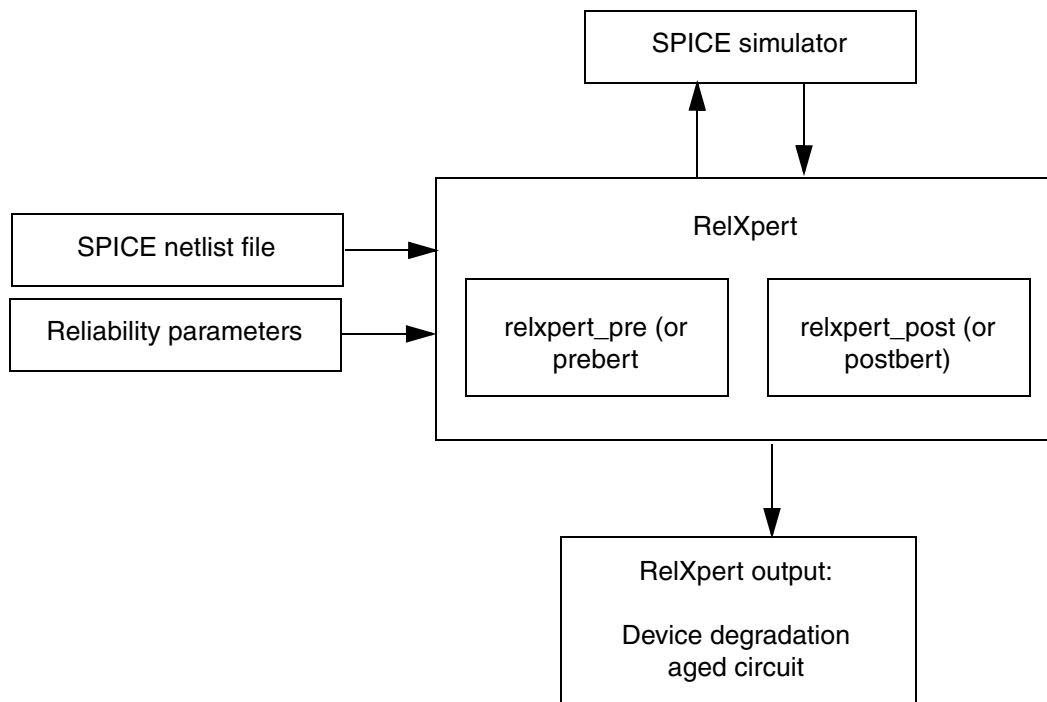 SPICE simulator
RelXpert
SPICE netlist file
Reliability parameters
relxpert_pre (or
prebert
relxpert_post (or
postbert)
RelXpert output:
Device degradation
aged circuit